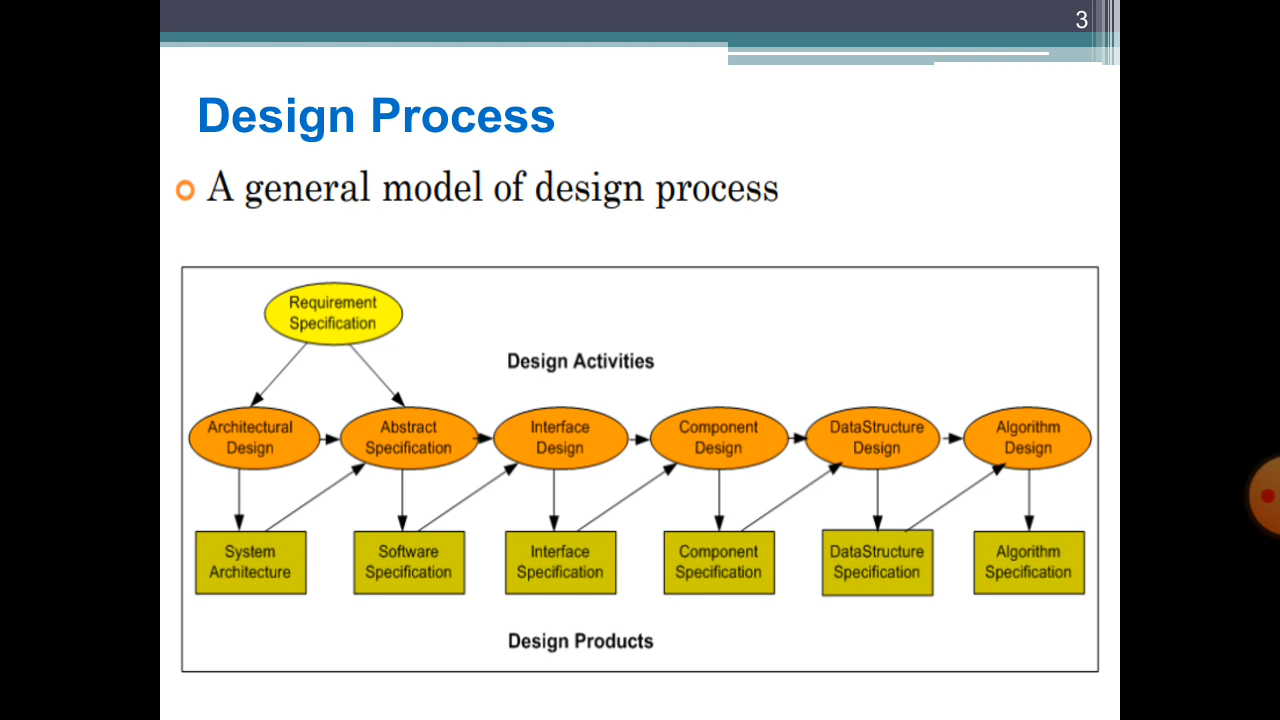 3
Design Process
A general model of design process
Requirement
Specification
Design Activities
Architectural
Design
Abstract
Specification
Interface
Design
Component
Design
DataStructure
Design
Algorithm
Design
System
Architecture
Software
Specification
Interface
Specification
Component
Specification
DataStructure
Specification
Algorithm
Specification
Design Products